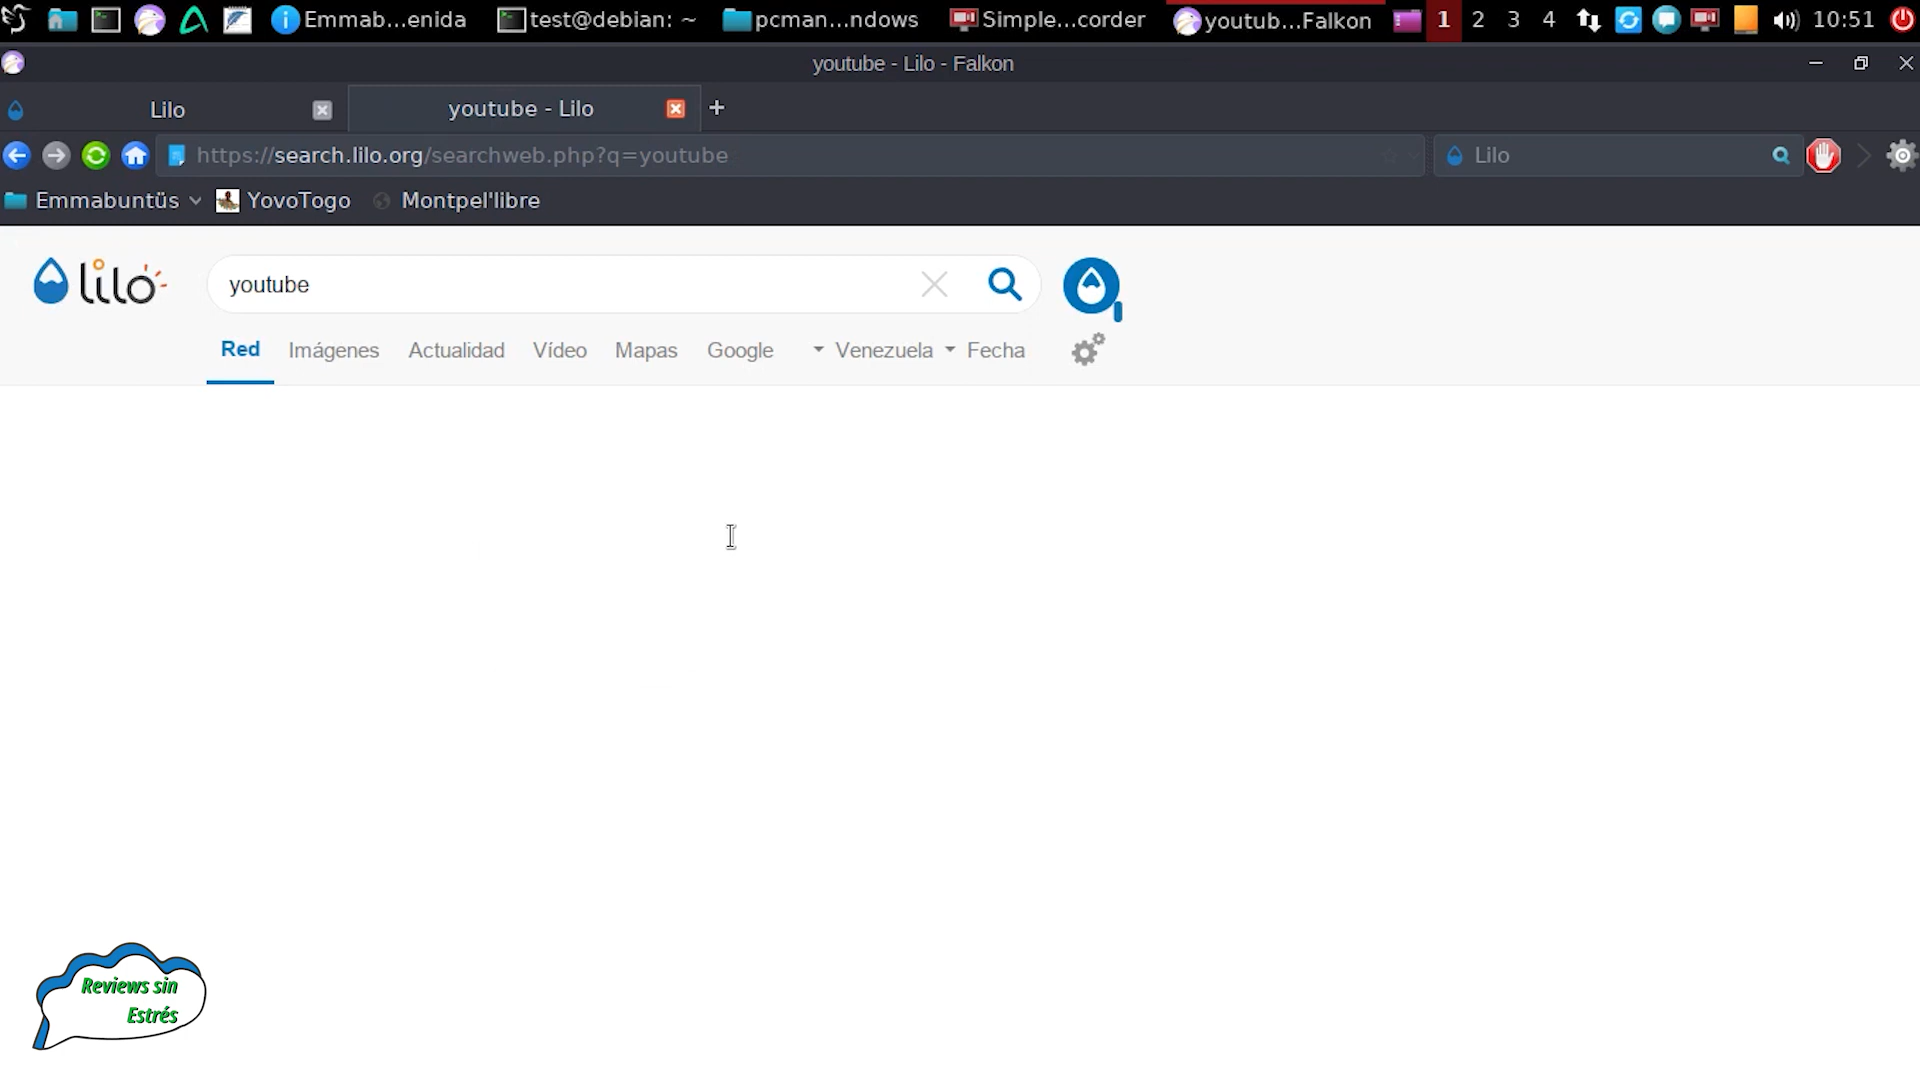 Emmab...enida test@debian: ~ pcman...ndows Simple...corder youtub...Falkon 1 2 3 4 10:51
youtube - Lilo - Falkon
Lilo youtube - Lilo
https://search.lilo.org/searchweb.php?q=youtube Lilo
Emmabuntüs YovoTogo Montpel'libre
lilo youtube
Red Imágenes Actualidad Vídeo Mapas Google Venezuela Fecha
Reviews sin
Estrés